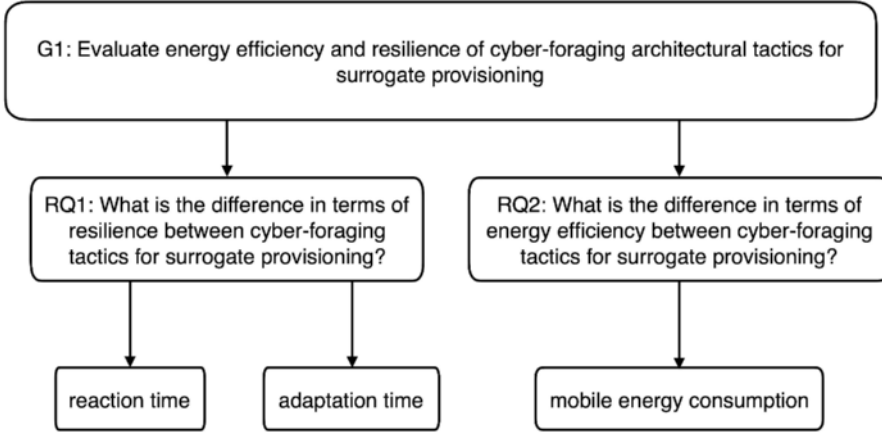 G1: Evaluate energy efficiency and resilience of cyber-foraging architectural tactics for
surrogate provisioning
RQ1: What is the difference in terms of
resilience between cyber-foraging
tactics for surrogate provisioning?
RQ2: What is the difference in terms of
energy efficiency between cyber-foraging
tactics for surrogate provisioning?
reaction time
adaptation time
mobile energy consumption